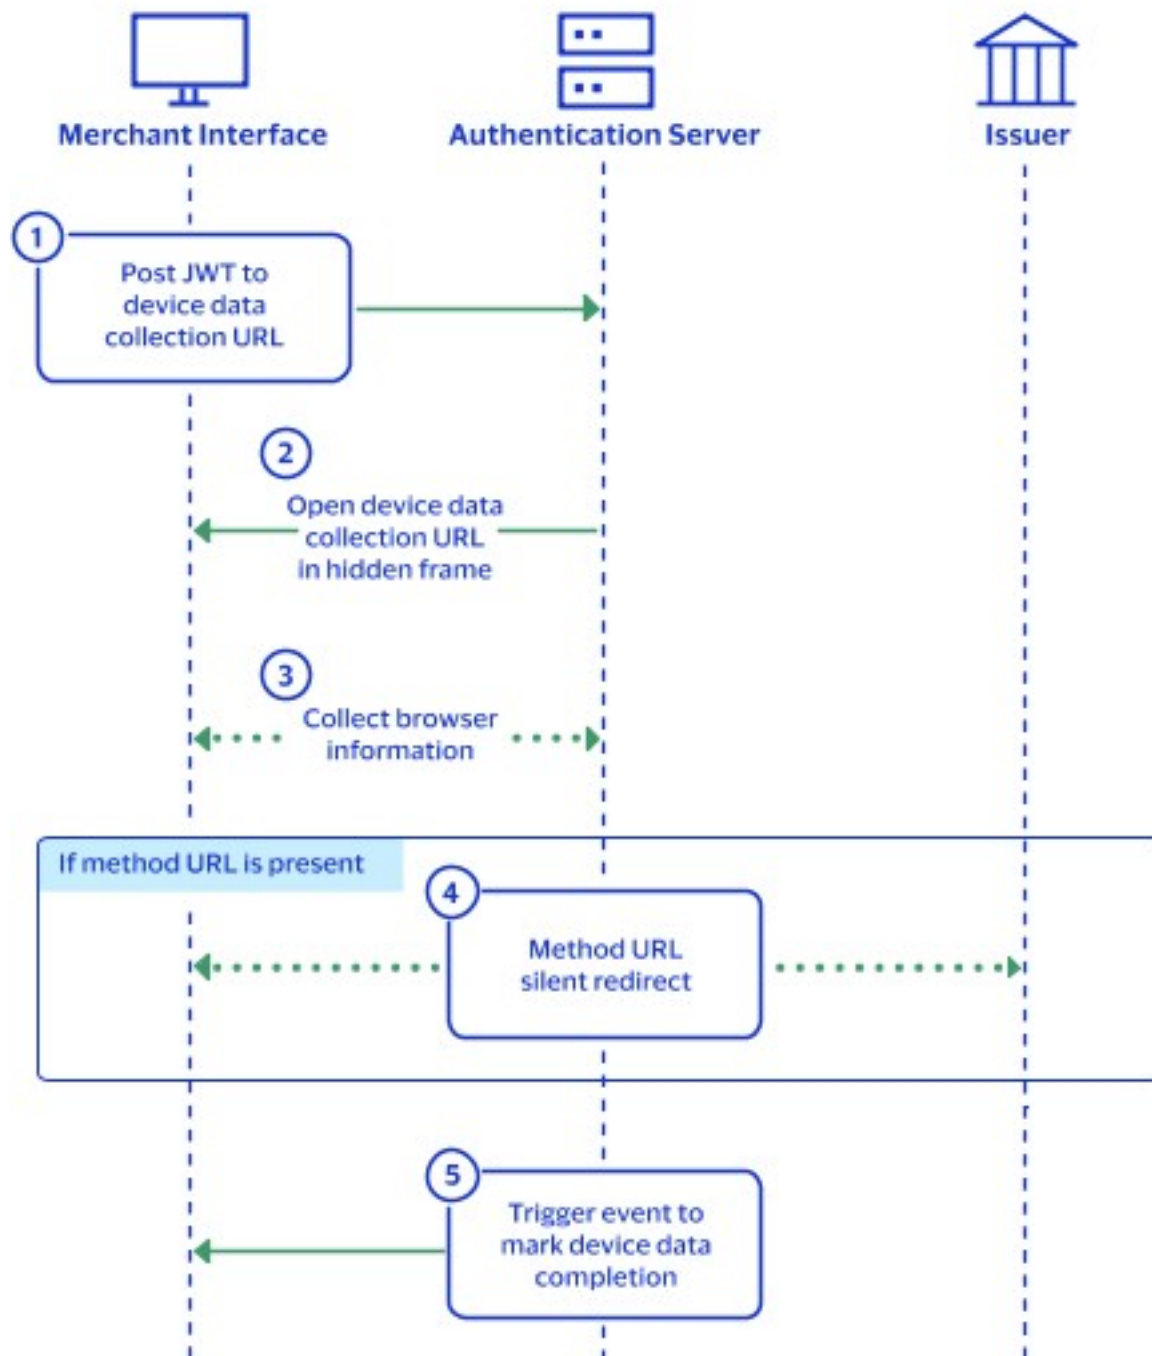 Merchant Interface
Authentication Server
Issuer
1
Post JWT to
device data
collection URL
2
Open device data
collection URL
in hidden frame
3
Collect browser
information
If method URL is present
4
Method URL
silent redirect
5
Trigger event to
mark device data
completion